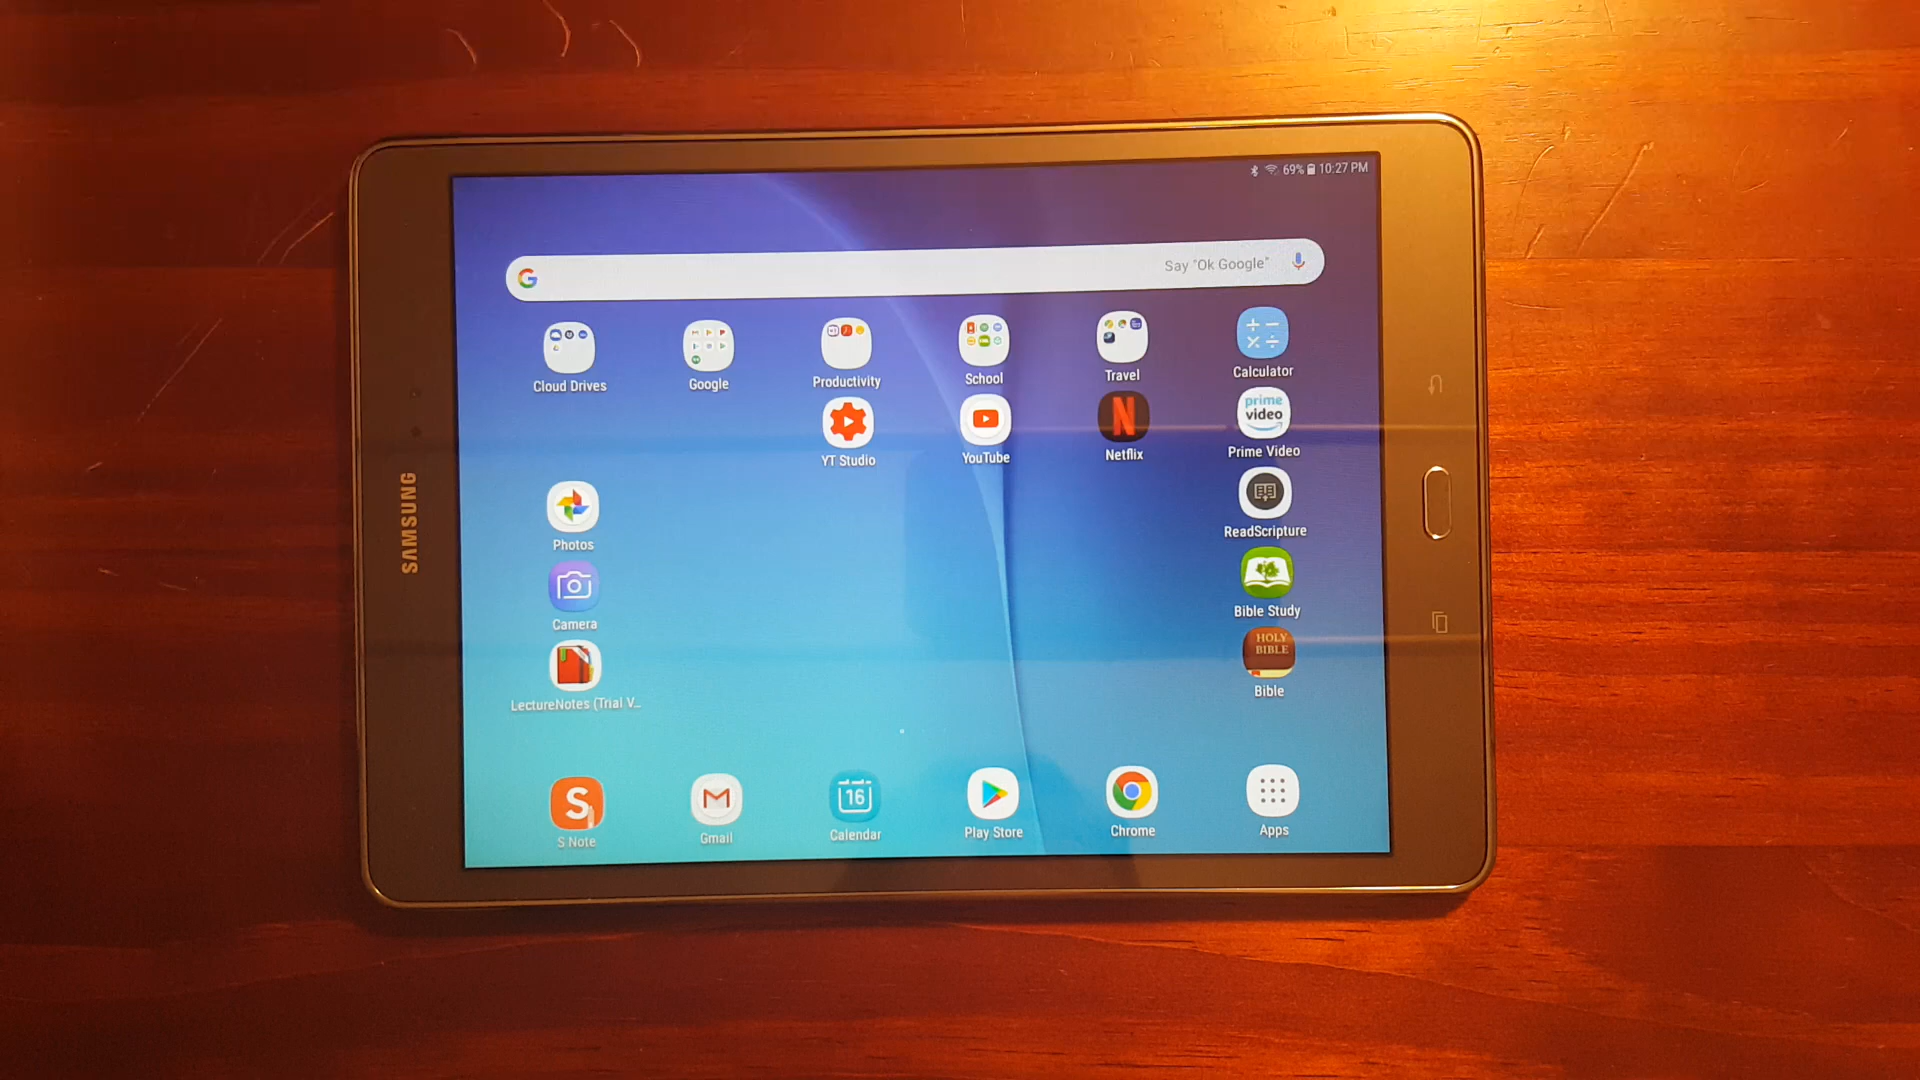 69% 10:27 PM
Say "Ok Google"
Cloud Drives
Google
Productivity
School
Travel
Calculator
YT Studio
YouTube
N
Netflix
prime
video
Prime Video
Photos
ReadScripture
Camera
Bible Study
LectureNotes (Trial V...
HOLY
BIBLE
Bible
S
S Note
Gmail
16
Calendar
Play Store
Chrome
Apps
SAMSUNG